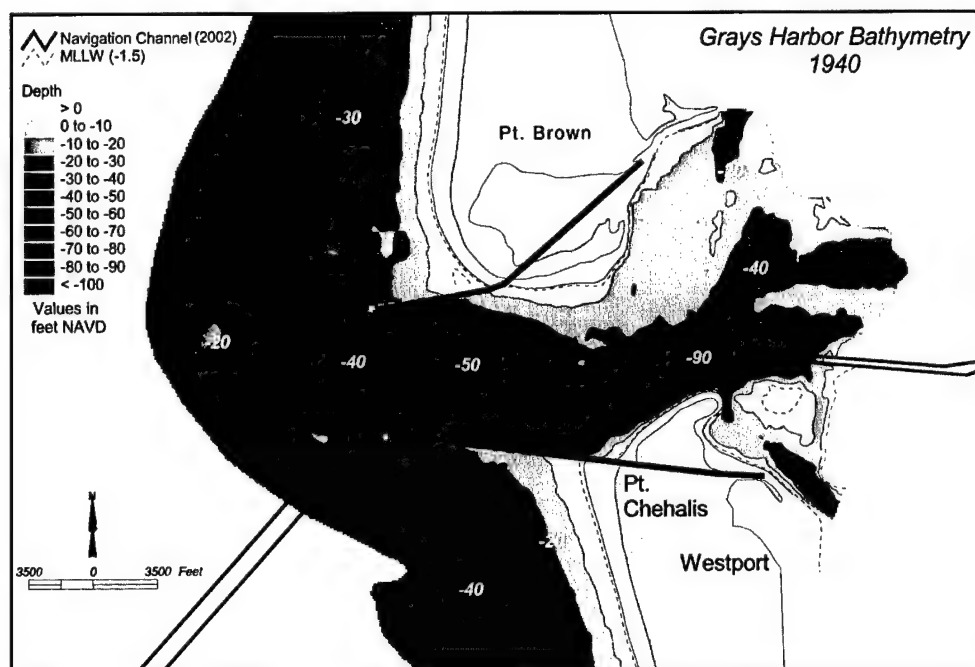 Navigation Channel (2002)
MLLW (-1.5)
Depth
> 0
0 to -10
-10 to -20
-20 to -30
-30 to -40
-40 to -50
-50 to -60
-60 to -70
-70 to -80
-80 to -90
< -100
Values in
feet NAVD
Grays Harbor Bathymetry
1940
-30
Pt. Brown
-40
-20
-40
-50
-90
Pt.
Chehalis
Westport
-40
N
3500 0 3500 Feet